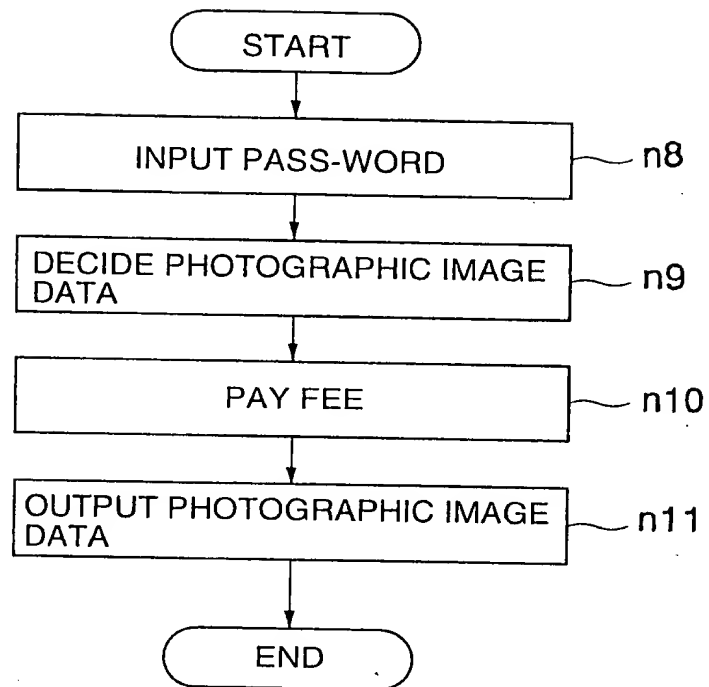 START
INPUT PASS-WORD
n8
DECIDE PHOTOGRAPHIC IMAGE
DATA
n9
PAY FEE
n10
OUTPUT PHOTOGRAPHIC IMAGE
DATA
n11
END